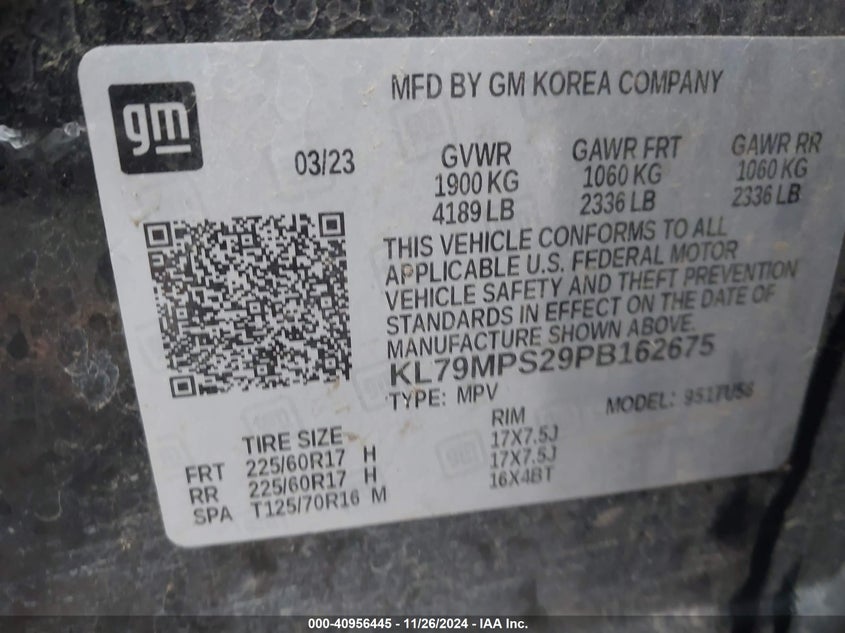 MFD BY GM KOREA COMPANY
gm
03/23
GVWR GAWR FRT GAWR RR
1900 KG 1060 KG 1060 KG
4189 LB 2336 LB 2336 LB
THIS VEHICLE CONFORMS TO ALL
APPLICABLE U.S. FEDERAL MOTOR
VEHICLE SAFETY AND THEFT PREVENTION
STANDARDS IN EFFECT ON THE DATE OF
MANUFACTURE SHOWN ABOVE.
KL79MPS29PB162675
TYPE: MPV MODEL: 9517U56
TIRE SIZE RIM
FRT 225/60R17 H 17X7.5J
RR 225/60R17 H 17X7.5J
SPA T125/70R16 M 16X4BT
000-40956445 - 11/26/2024 - IAA Inc.